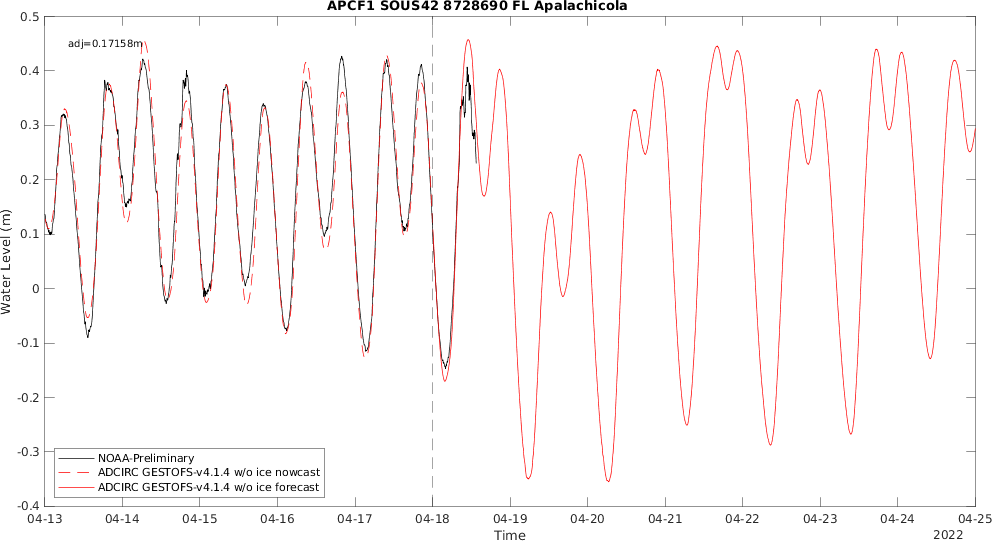 APCF1 SOUS42 8728690 FL Apalachicola
adj=0.17158m
0.5
0.4
0.3
0.2
0.1
0
-0.1
-0.2
-0.3
-0.4
Water Level (m)
NOAA-Preliminary
ADCIRC GESTOFS-v4.1.4 w/o ice nowcast
ADCIRC GESTOFS-v4.1.4 w/o ice forecast
04-13 04-14 04-15 04-16 04-17 04-18 04-19 04-20 04-21 04-22 04-23 04-24 04-25
Time
2022